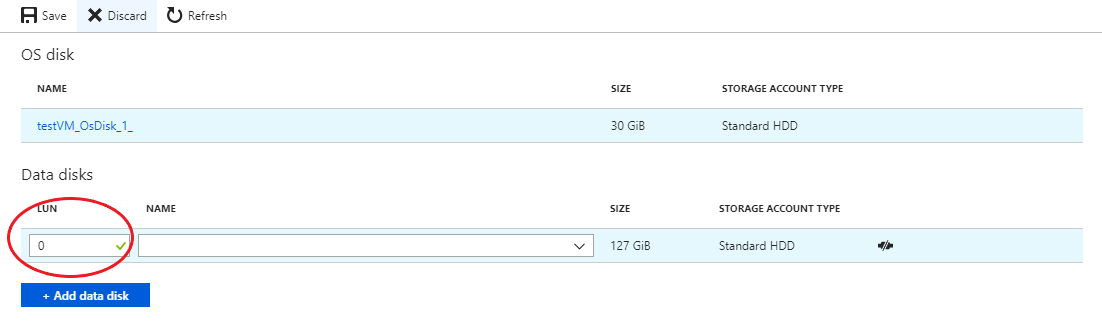 Save Discard Refresh
OS disk
NAME SIZE STORAGE ACCOUNT TYPE
testVM_OsDisk_1_ 30 GiB Standard HDD
Data disks
LUN NAME SIZE STORAGE ACCOUNT TYPE
0 127 GiB Standard HDD
+ Add data disk